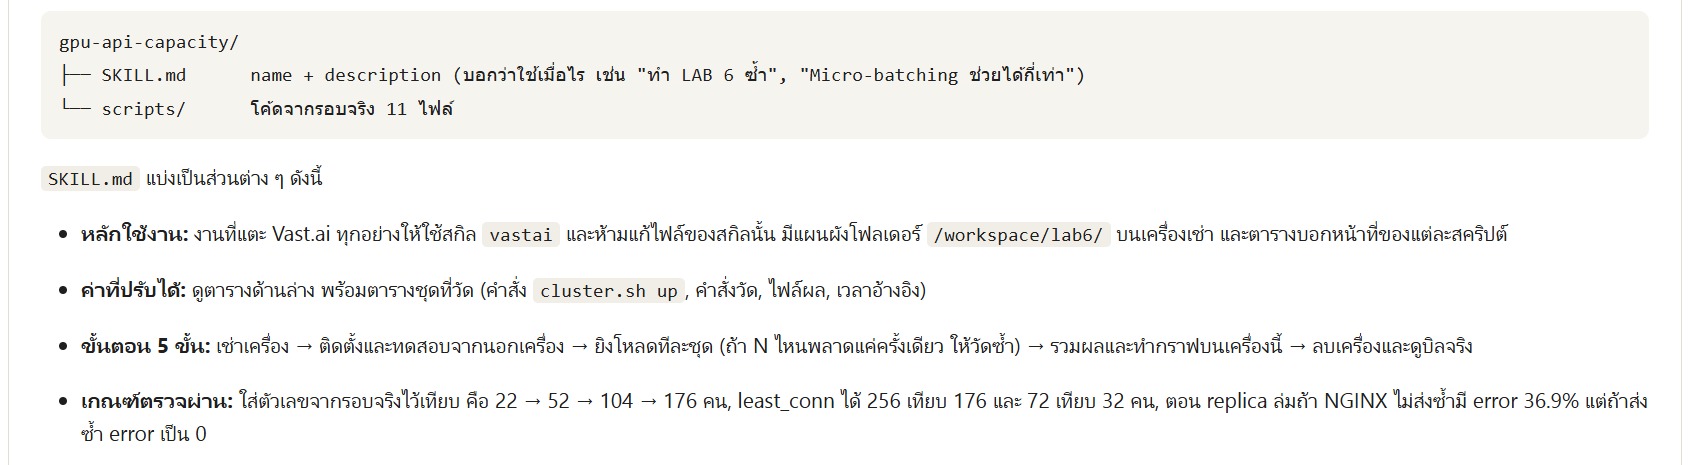 gpu-api-capacity/
├── SKILL.md      name + description (บอกว่าใช้เมื่อไร เช่น "ทำ LAB 6 ซ้ำ", "Micro-batching ช่วยได้กี่เท่า")
└── scripts/      โค้ดจากรอบจริง 11 ไฟล์
SKILL.md แบ่งเป็นส่วนต่าง ๆ ดังนี้
• หลักใช้งาน: งานที่แตะ Vast.ai ทุกอย่างให้ใช้สกิล vastai และห้ามแก้ไฟล์ของสกิลนั้น มีแผนผังโฟลเดอร์ /workspace/lab6/ บนเครื่องเช่า และตารางบอกหน้าที่ของแต่ละสคริปต์
• ค่าที่ปรับได้: ดูตารางด้านล่าง พร้อมตารางชุดที่วัด (คำสั่ง cluster.sh up, คำสั่งวัด, ไฟล์ผล, เวลาอ้างอิง)
• ขั้นตอน 5 ขั้น: เช่าเครื่อง → ติดตั้งและทดสอบจากนอกเครื่อง → ยิงโหลดทีละชุด (ถ้า N ไหนพลาดแค่ครั้งเดียว ให้วัดซ้ำ) → รวมผลและทำกราฟบนเครื่องนี้ → ลบเครื่องและดูบิลจริง
• เกณฑ์ตรวจผ่าน: ใส่ตัวเลขจากรอบจริงไว้เทียบ คือ 22 → 52 → 104 → 176 คน, least_conn ได้ 256 เทียบ 176 และ 72 เทียบ 32 คน, ตอน replica ล่มถ้า NGINX ไม่ส่งซ้ำมี error 36.9% แต่ถ้าส่ง
ซ้ำ error เป็น 0